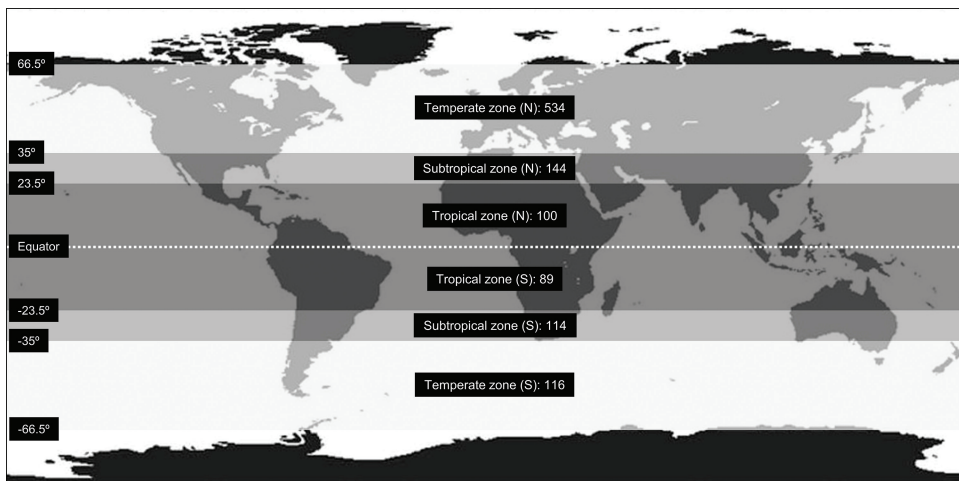 66.5º
Temperate zone (N): 534
35º
Subtropical zone (N): 144
23.5º
Tropical zone (N): 100
Equator
Tropical zone (S): 89
-23.5º
Subtropical zone (S): 114
-35º
Temperate zone (S): 116
-66.5º